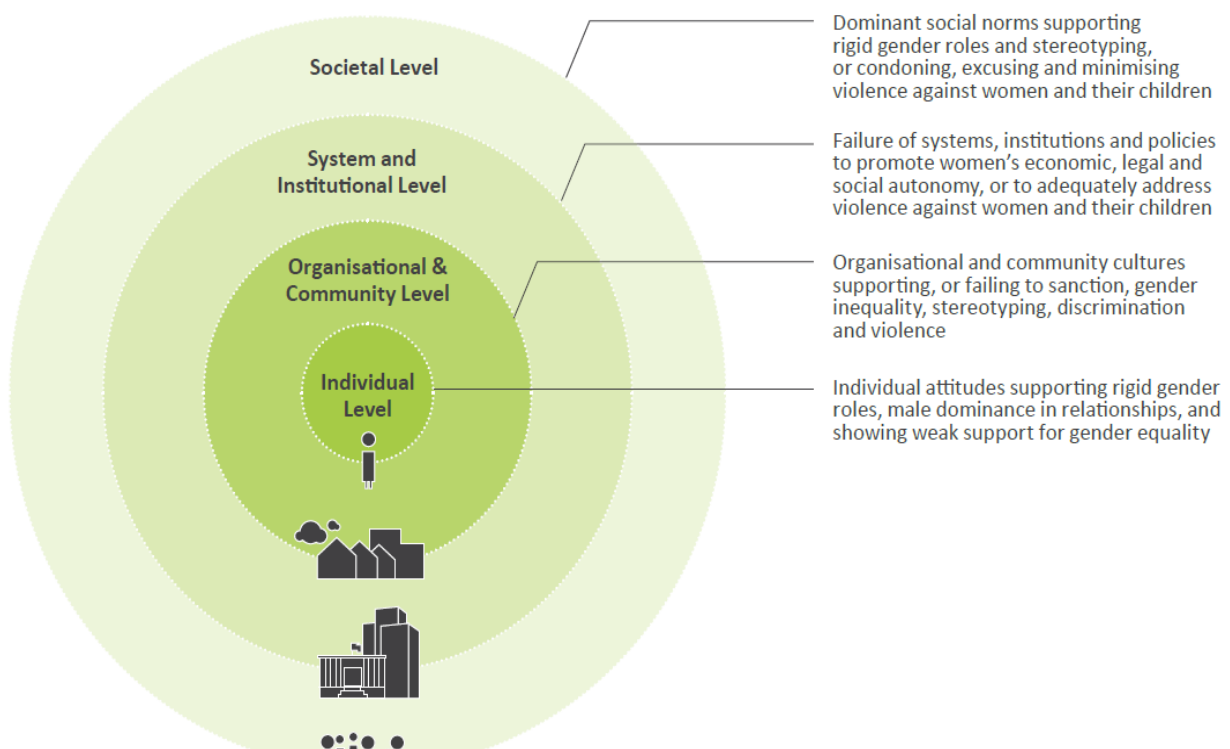 Societal Level
Dominant social norms supporting
rigid gender roles and stereotyping,
or condoning, excusing and minimising
violence against women and their children
System and
Institutional Level
Failure of systems, institutions and policies
to promote women’s economic, legal and
social autonomy, or to adequately address
violence against women and their children
Organisational &
Community Level
Organisational and community cultures
supporting, or failing to sanction, gender
inequality, stereotyping, discrimination
and violence
Individual
Level
Individual attitudes supporting rigid gender
roles, male dominance in relationships, and
showing weak support for gender equality